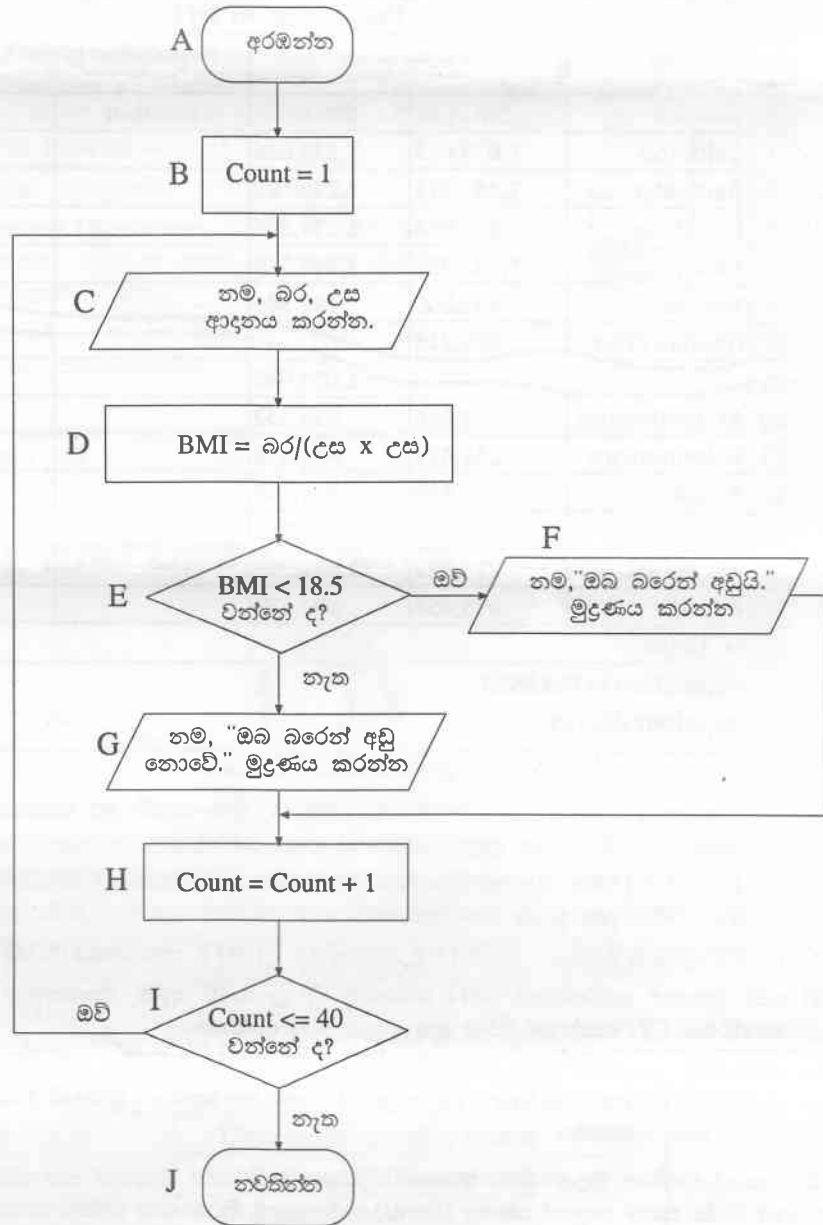 A අරඹන්න
B Count = 1
C නම, බර, උස
ආදානය කරන්න.
D BMI = බර/(උස x උස)
E BMI < 18.5
වන්නේ ද?
ඔව්
F
නම,"ඔබ බරෙන් අඩුයි."
මුද්‍රණය කරන්න
නැත
G නම, "ඔබ බරෙන් අඩු
නොවේ." මුද්‍රණය කරන්න
H Count = Count + 1
I
ඔව්
Count <= 40
වන්නේ ද?
නැත
J නවතින්න